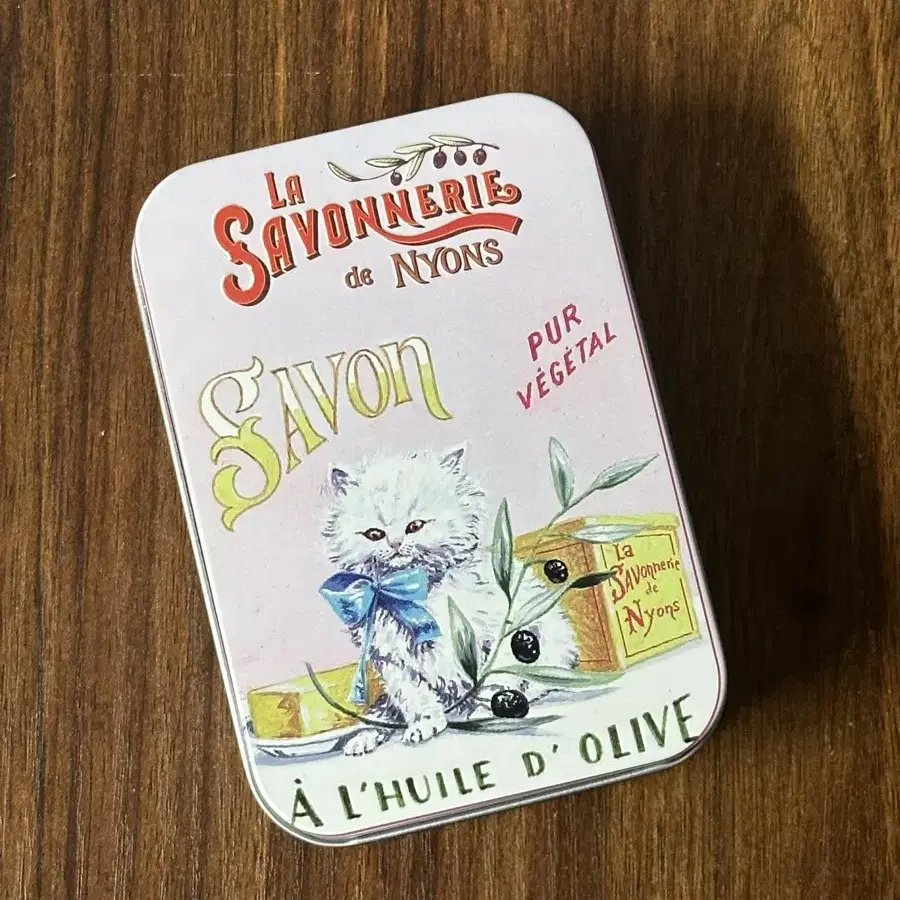 LA
SAVONNERIE
de NYONS
PUR
VÉGÉTAL
SAVON
La
SAVONNerie
de
Nyons
À L'HUILE D'OLIVE